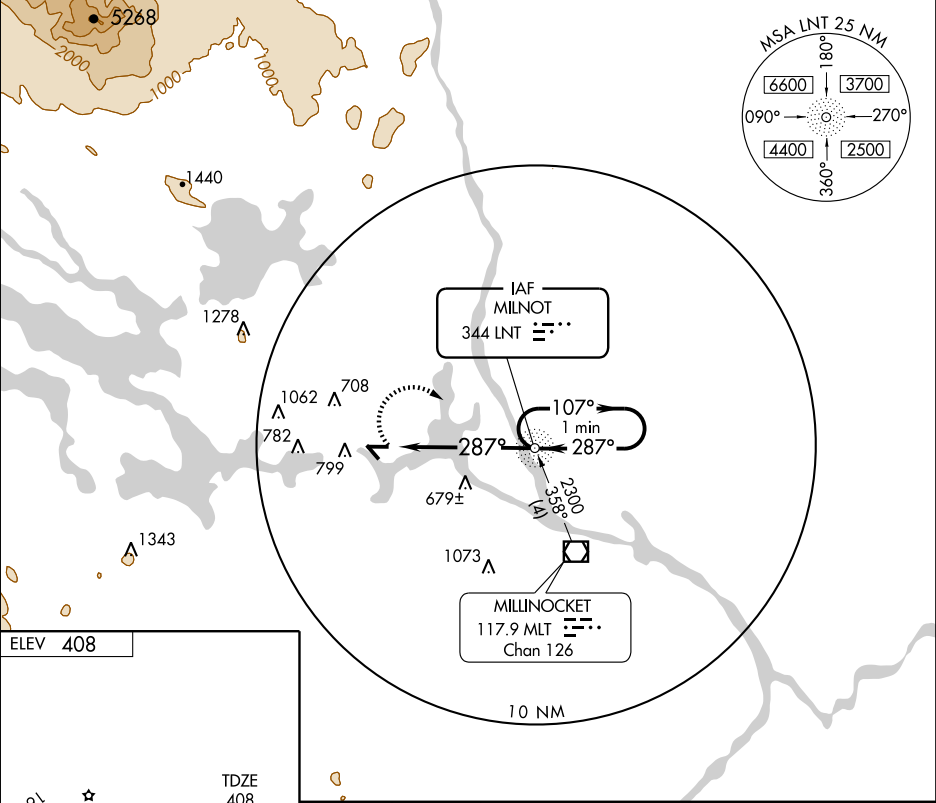 5268
2000
1000
1000
MSA LNT 25 NM
180°
6600
3700
090°
270°
4400
2500
360°
1440
1278
IAF
MILNOT
344 LNT
708
1062
107°
1 min
287°
287°
782
799
679±
2300
358°
(4)
1343
1073
MILLINOCKET
117.9 MLT
Chan 126
ELEV 408
10 NM
TDZE
408